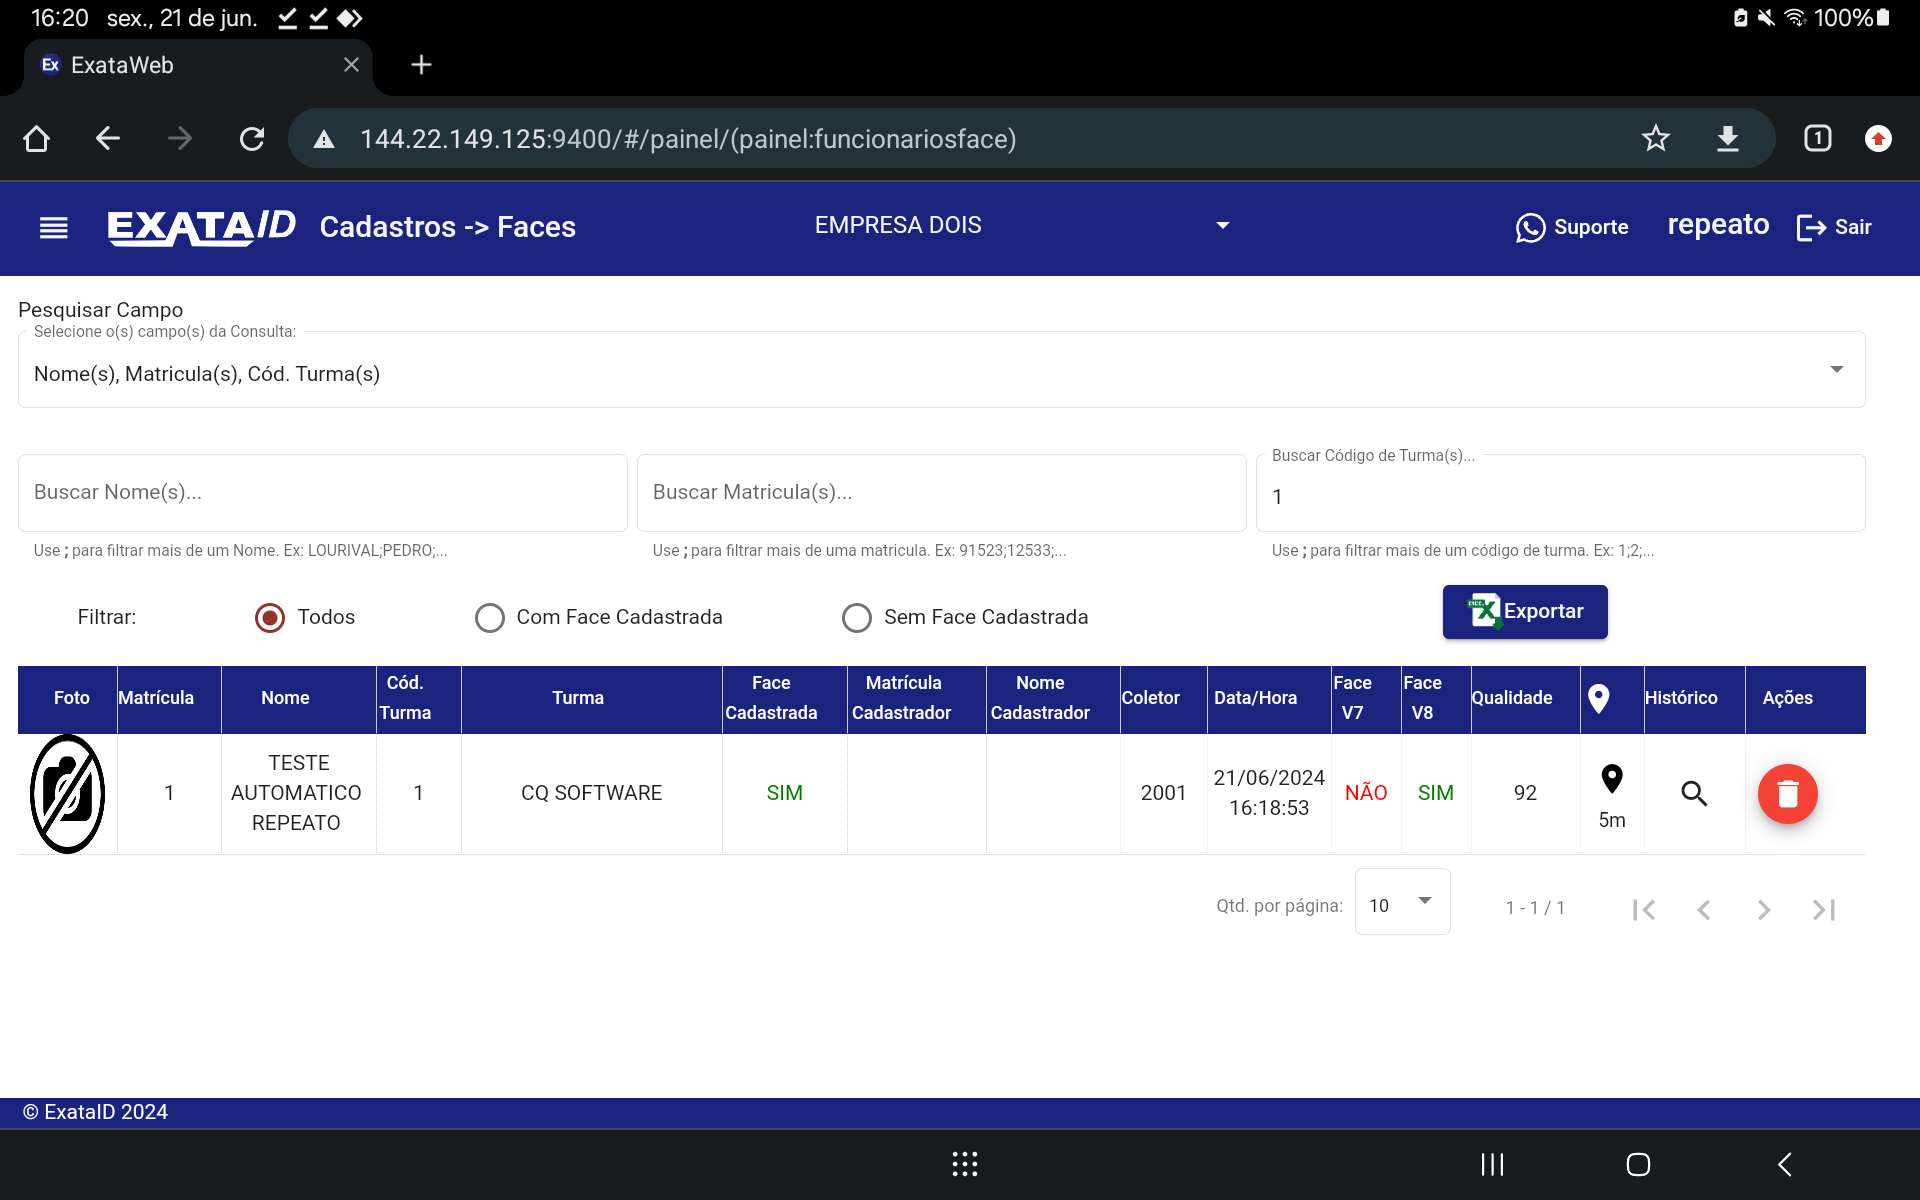 16:20 sex., 21 de jun. 100%
Ex ExataWeb
144.22.149.125:9400/#/painel/(painel:funcionariosface) 1
EXATAID Cadastros -> Faces EMPRESA DOIS Suporte repeato Sair
Pesquisar Campo
Selecione o(s) campo(s) da Consulta:
Nome(s), Matricula(s), Cód. Turma(s)
Buscar Código de Turma(s)...
Buscar Nome(s)... Buscar Matricula(s)... 1
Use ; para filtrar mais de um Nome. Ex: LOURIVAL;PEDRO;... Use ; para filtrar mais de uma matricula. Ex: 91523;12533;... Use ; para filtrar mais de um código de turma. Ex: 1;2;...
Filtrar: Todos Com Face Cadastrada Sem Face Cadastrada Exportar
Foto Matrícula Nome Cód. Turma Turma Face Cadastrada Matrícula Cadastrador Nome Cadastrador Coletor Data/Hora Face V7 Face V8 Qualidade Histórico Ações
1 TESTE AUTOMATICO REPEATO 1 CQ SOFTWARE SIM 2001 21/06/2024 16:18:53 NÃO SIM 92 5m
Qtd. por página: 10 1 - 1 / 1
© ExataID 2024